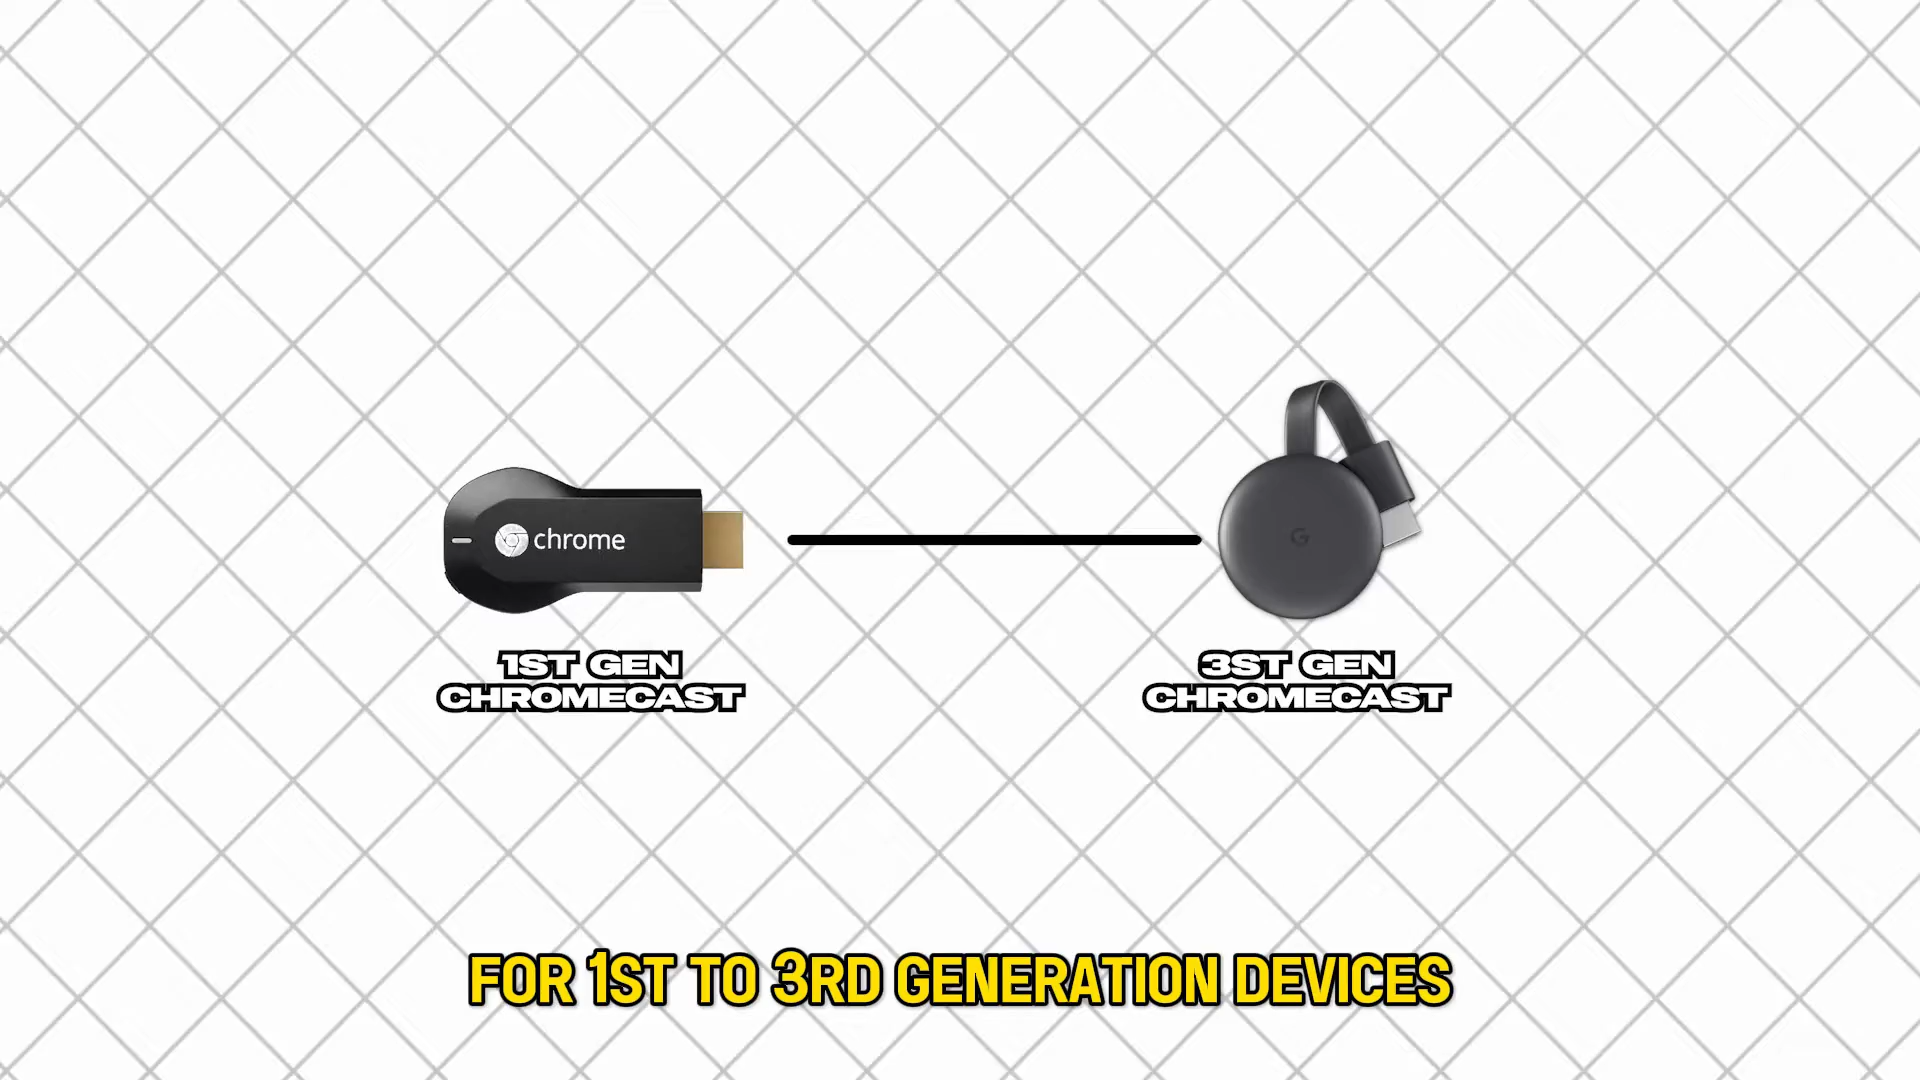 chrome
G
1ST GEN
CHROMECAST
3ST GEN
CHROMECAST
FOR 1ST TO 3RD GENERATION DEVICES